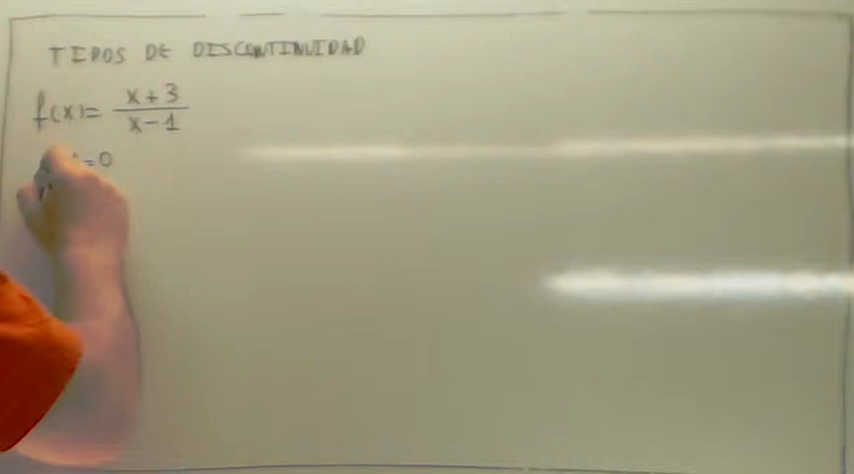 TIPOS DE DISCONTINUIDAD
f(x)= x+3 / x-1
=0